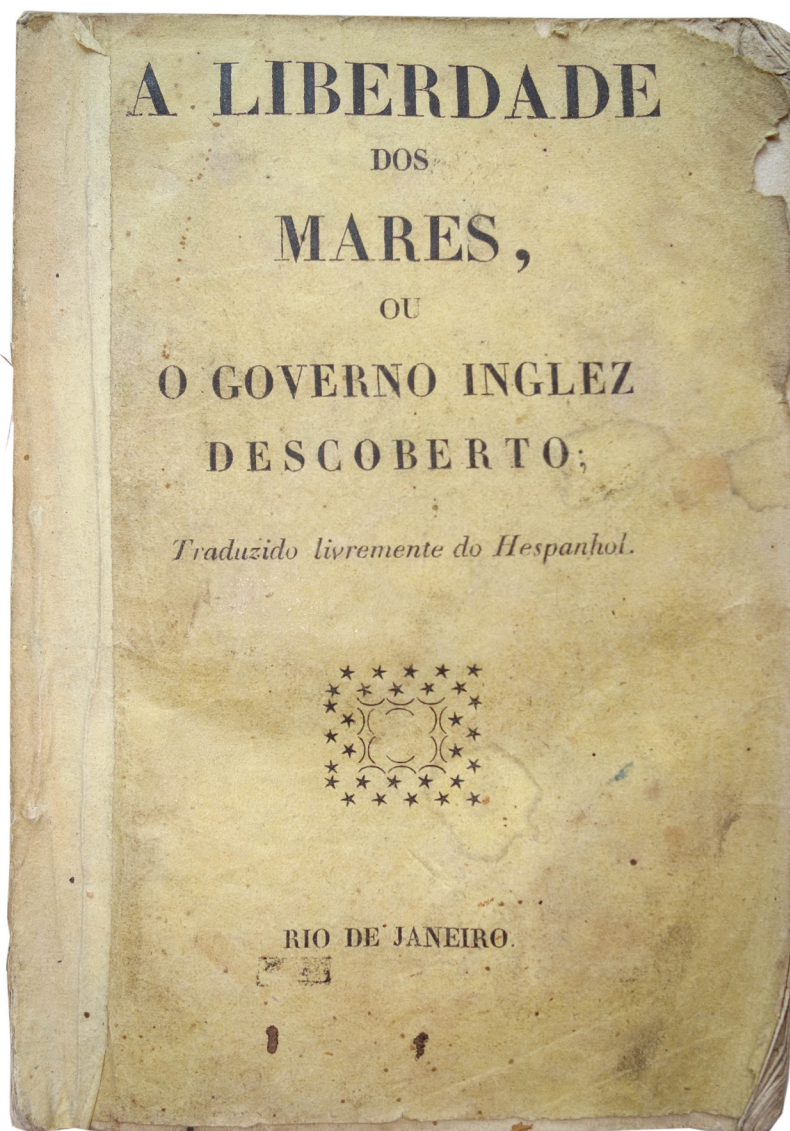 A LIBERDADE
DOS
MARES,
OU
O GOVERNO INGLEZ
DESCOBERTO;
Traduzido livremente do Hespanhol.
RIO DE JANEIRO.